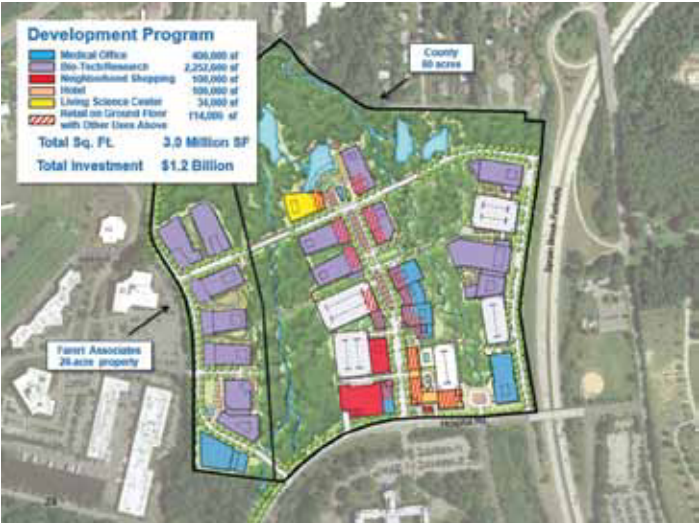 Development Program
Medical Office 400,000 sf
Bio-Tech/Research 2,252,000 sf
Neighborhood Shopping 100,000 sf
Hotel 100,000 sf
Living Science Center 34,000 sf
Retail on Ground Floor
with Other Uses Above 114,000 sf
Total Sq. Ft. 3.0 Million SF
Total Investment $1.2 Billion
County
60 acres
Associates
26 acre property
Hospital
28